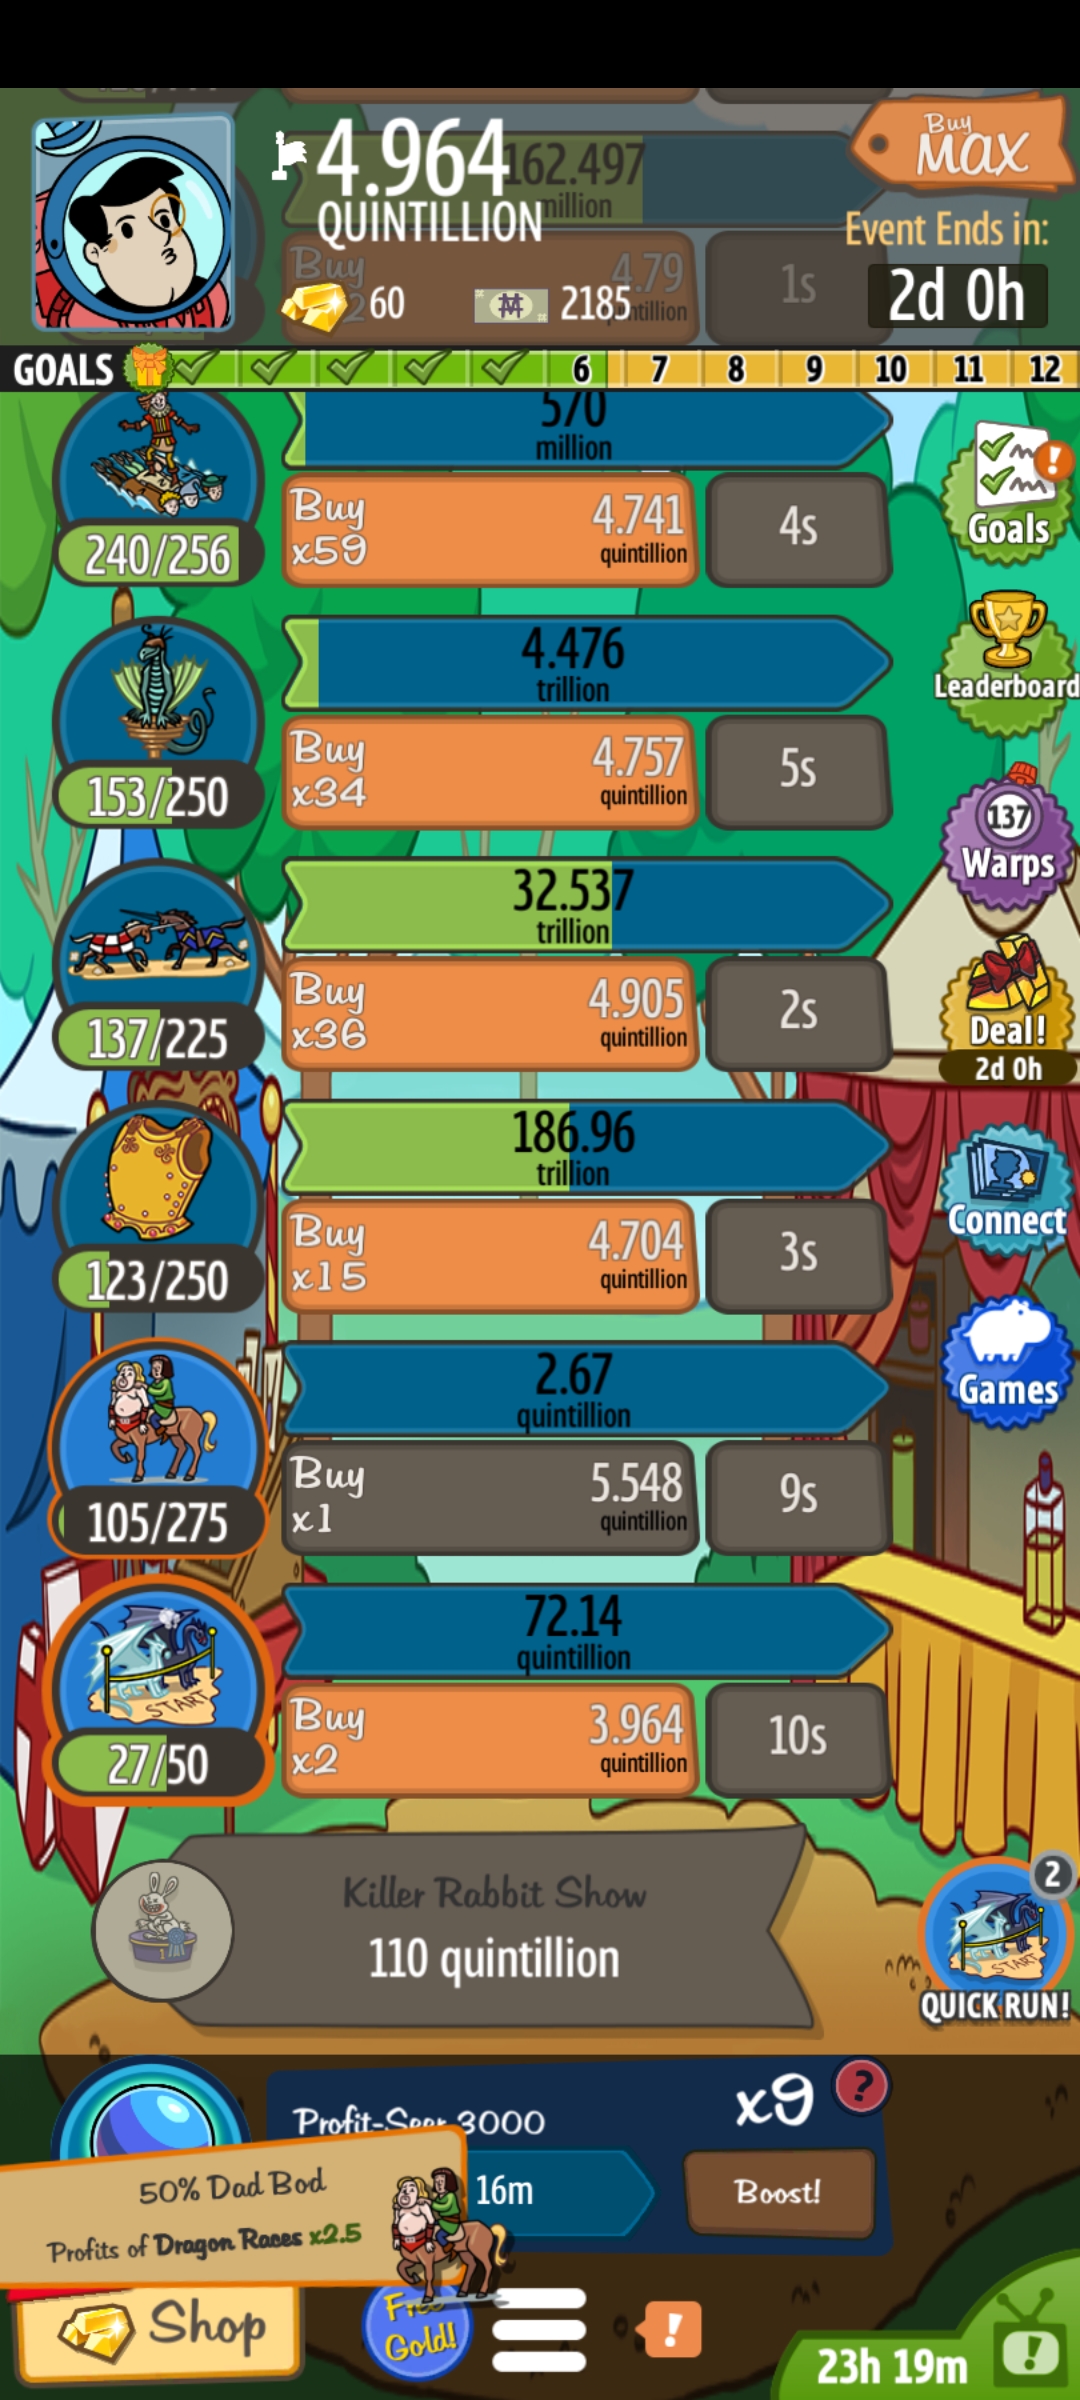 4.964
QUINTILLION
162.497
million
Buy
MAX
Event Ends in:
2d 0h
Buy
4.79
1s
60
2185
GOALS
6 7 8 9 10 11 12
570
million
240/256
Buy
x59
4.741
quintillion
4s
Goals
4.476
trillion
153/250
Buy
x34
4.757
quintillion
5s
Leaderboard
137
Warps
32.537
trillion
137/225
Buy
x36
4.905
quintillion
2s
Deal!
2d 0h
186.96
trillion
123/250
Buy
x15
4.704
quintillion
3s
Connect
2.67
quintillion
105/275
Buy
x1
5.548
quintillion
9s
Games
72.14
quintillion
START
27/50
Buy
x2
3.964
quintillion
10s
Killer Rabbit Show
110 quintillion
2
START
QUICK RUN!
Profit-Seer 3000
x9
?
16m
Boost!
50% Dad Bod
Profits of Dragon Races x2.5
Shop
Free
Gold!
!
23h 19m